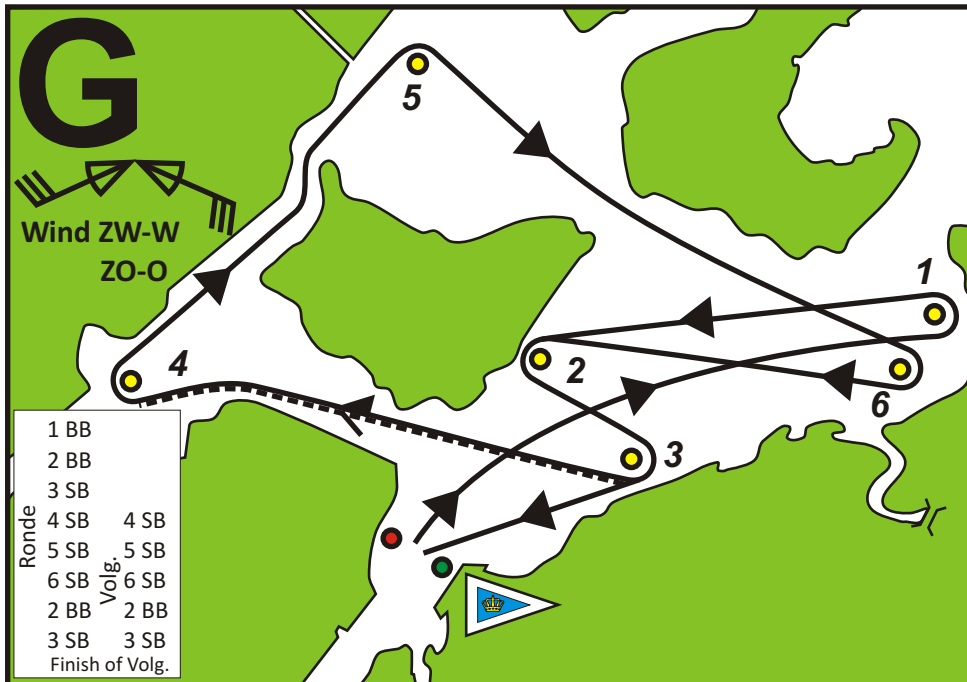 G
Wind ZW-W
ZO-O
5
1
2
4
6
3
Ronde
Volg.
1 BB
2 BB
3 SB
4 SB 4 SB
5 SB 5 SB
6 SB 6 SB
2 BB 2 BB
3 SB 3 SB
Finish of Volg.